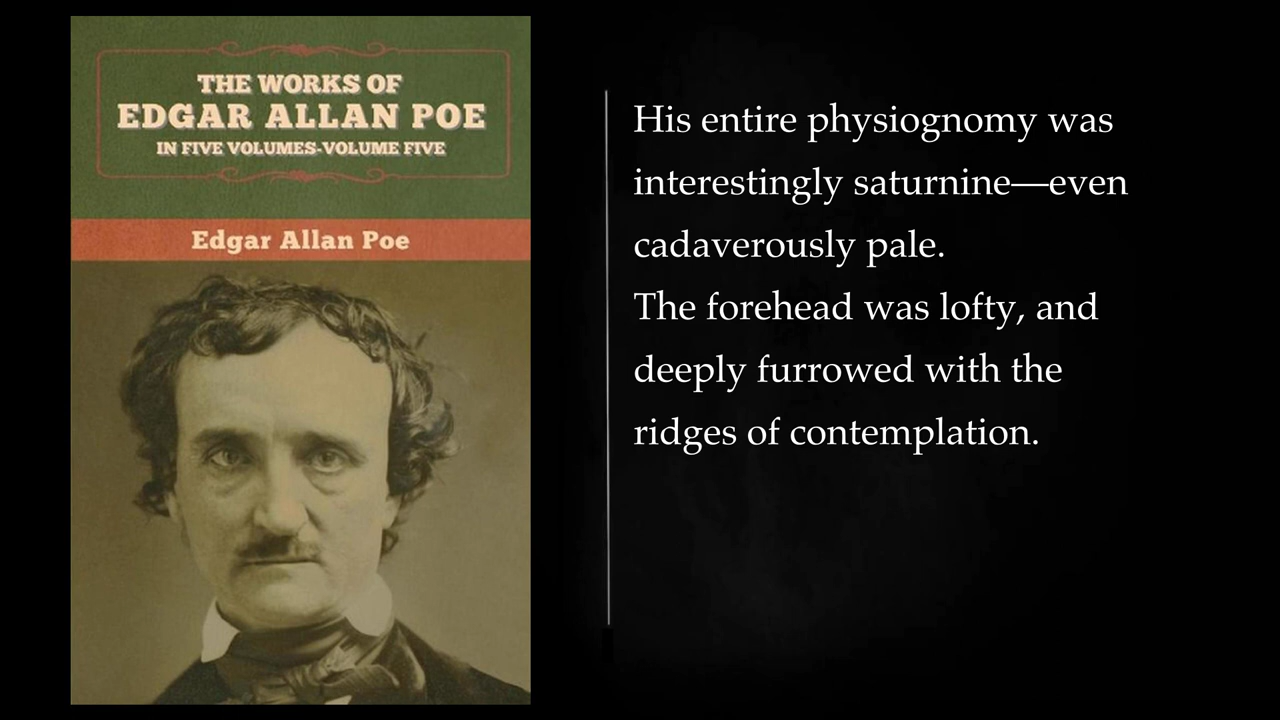 THE WORKS OF
EDGAR ALLAN POE
IN FIVE VOLUMES-VOLUME FIVE
Edgar Allan Poe
His entire physiognomy was
interestingly saturnine—even
cadaverously pale.
The forehead was lofty, and
deeply furrowed with the
ridges of contemplation.